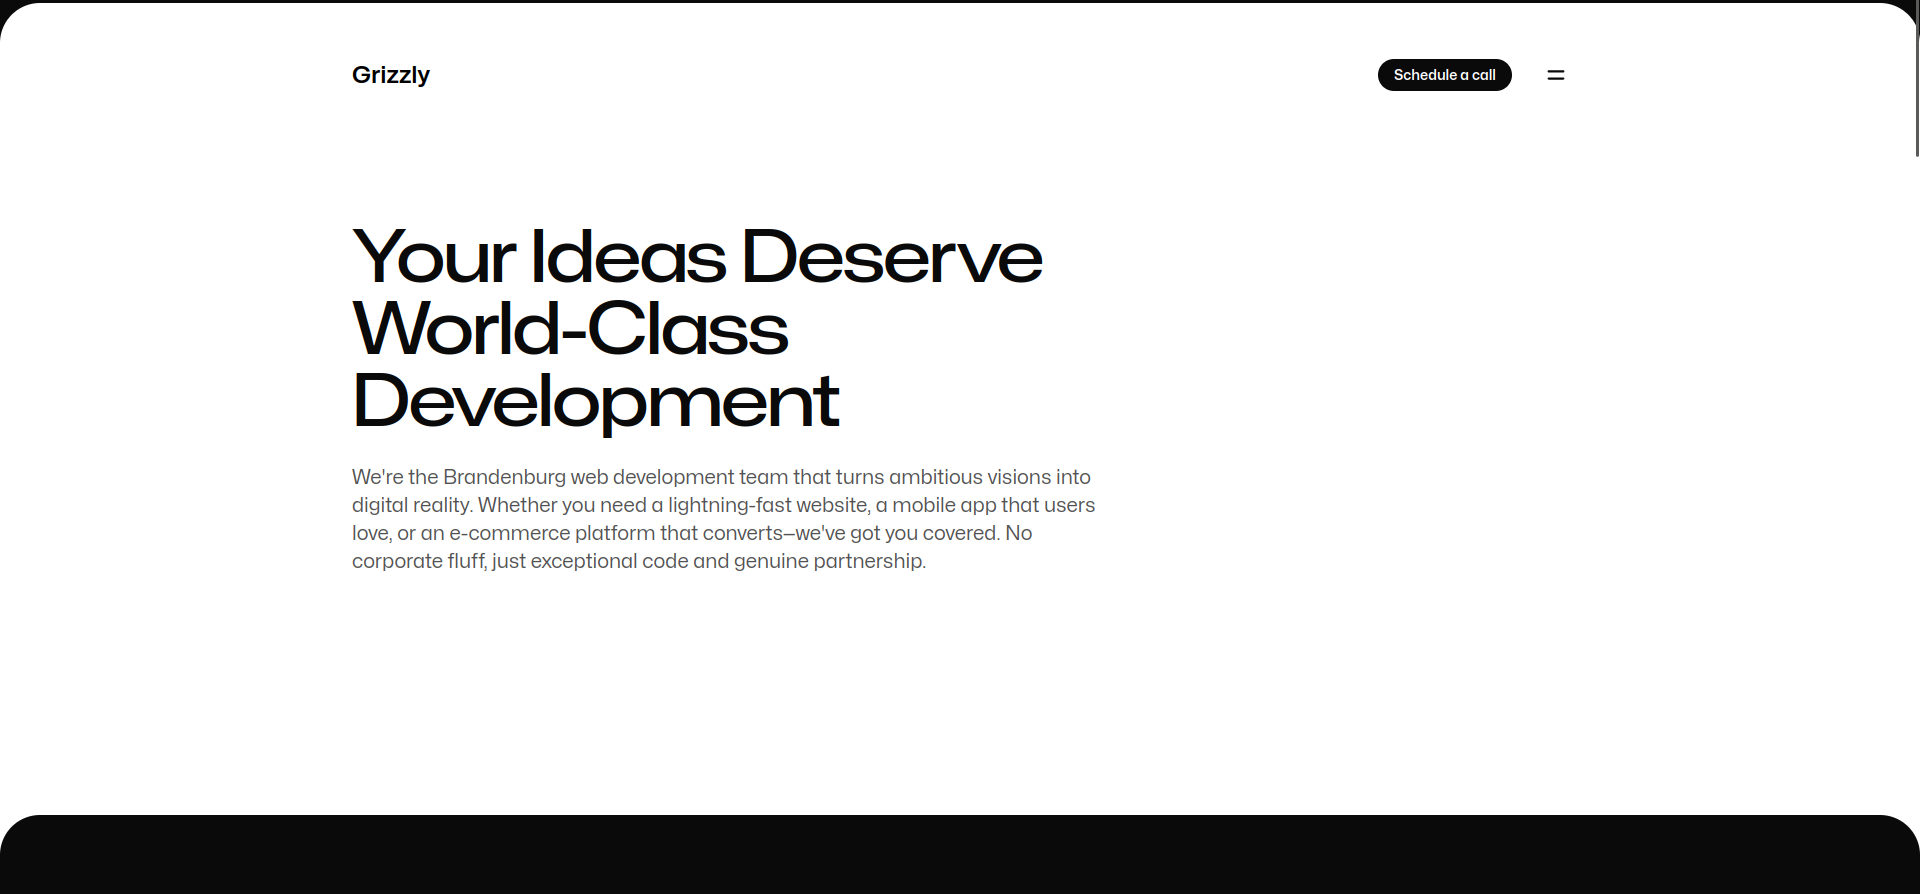 Grizzly
Schedule a call
Your Ideas Deserve
World-Class
Development
We're the Brandenburg web development team that turns ambitious visions into
digital reality. Whether you need a lightning-fast website, a mobile app that users
love, or an e-commerce platform that converts—we've got you covered. No
corporate fluff, just exceptional code and genuine partnership.